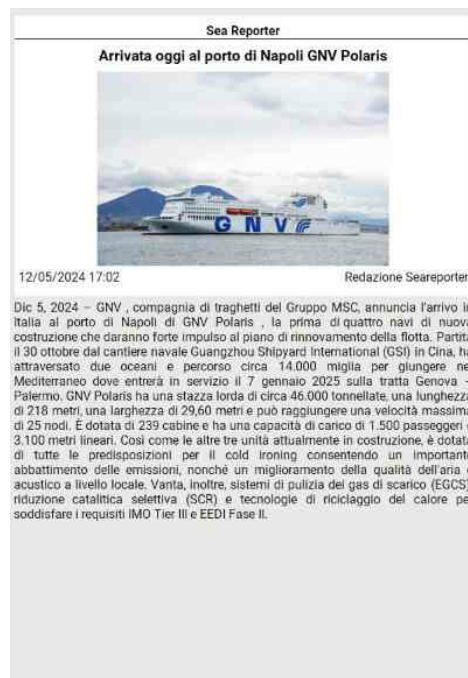 Sea Reporter
Arrivata oggi al porto di Napoli GNV Polaris
GNV
12/05/2024 17:02 Redazione Seareporter
Dic 5, 2024 – GNV , compagnia di traghetti del Gruppo MSC, annuncia l'arrivo in
Italia al porto di Napoli di GNV Polaris , la prima di quattro navi di nuova
costruzione che daranno forte impulso al piano di rinnovamento della flotta. Partita
il 30 ottobre dal cantiere navale Guangzhou Shipyard International (GSI) in Cina, ha
attraversato due oceani e percorso circa 14.000 miglia per giungere nel
Mediterraneo dove entrerà in servizio il 7 gennaio 2025 sulla tratta Genova –
Palermo. GNV Polaris ha una stazza lorda di circa 46.000 tonnellate, una lunghezza
di 218 metri, una larghezza di 29,60 metri e può raggiungere una velocità massima
di 25 nodi. È dotata di 239 cabine e ha una capacità di carico di 1.500 passeggeri e
3.100 metri lineari. Così come le altre tre unità attualmente in costruzione, è dotata
di tutte le predisposizioni per il cold ironing consentendo un importante
abbattimento delle emissioni, nonché un miglioramento della qualità dell'aria e
acustico a livello locale. Vanta, inoltre, sistemi di pulizia dei gas di scarico (EGCS),
riduzione catalitica selettiva (SCR) e tecnologie di riciclaggio del calore per
soddisfare i requisiti IMO Tier III e EEDI Fase II.